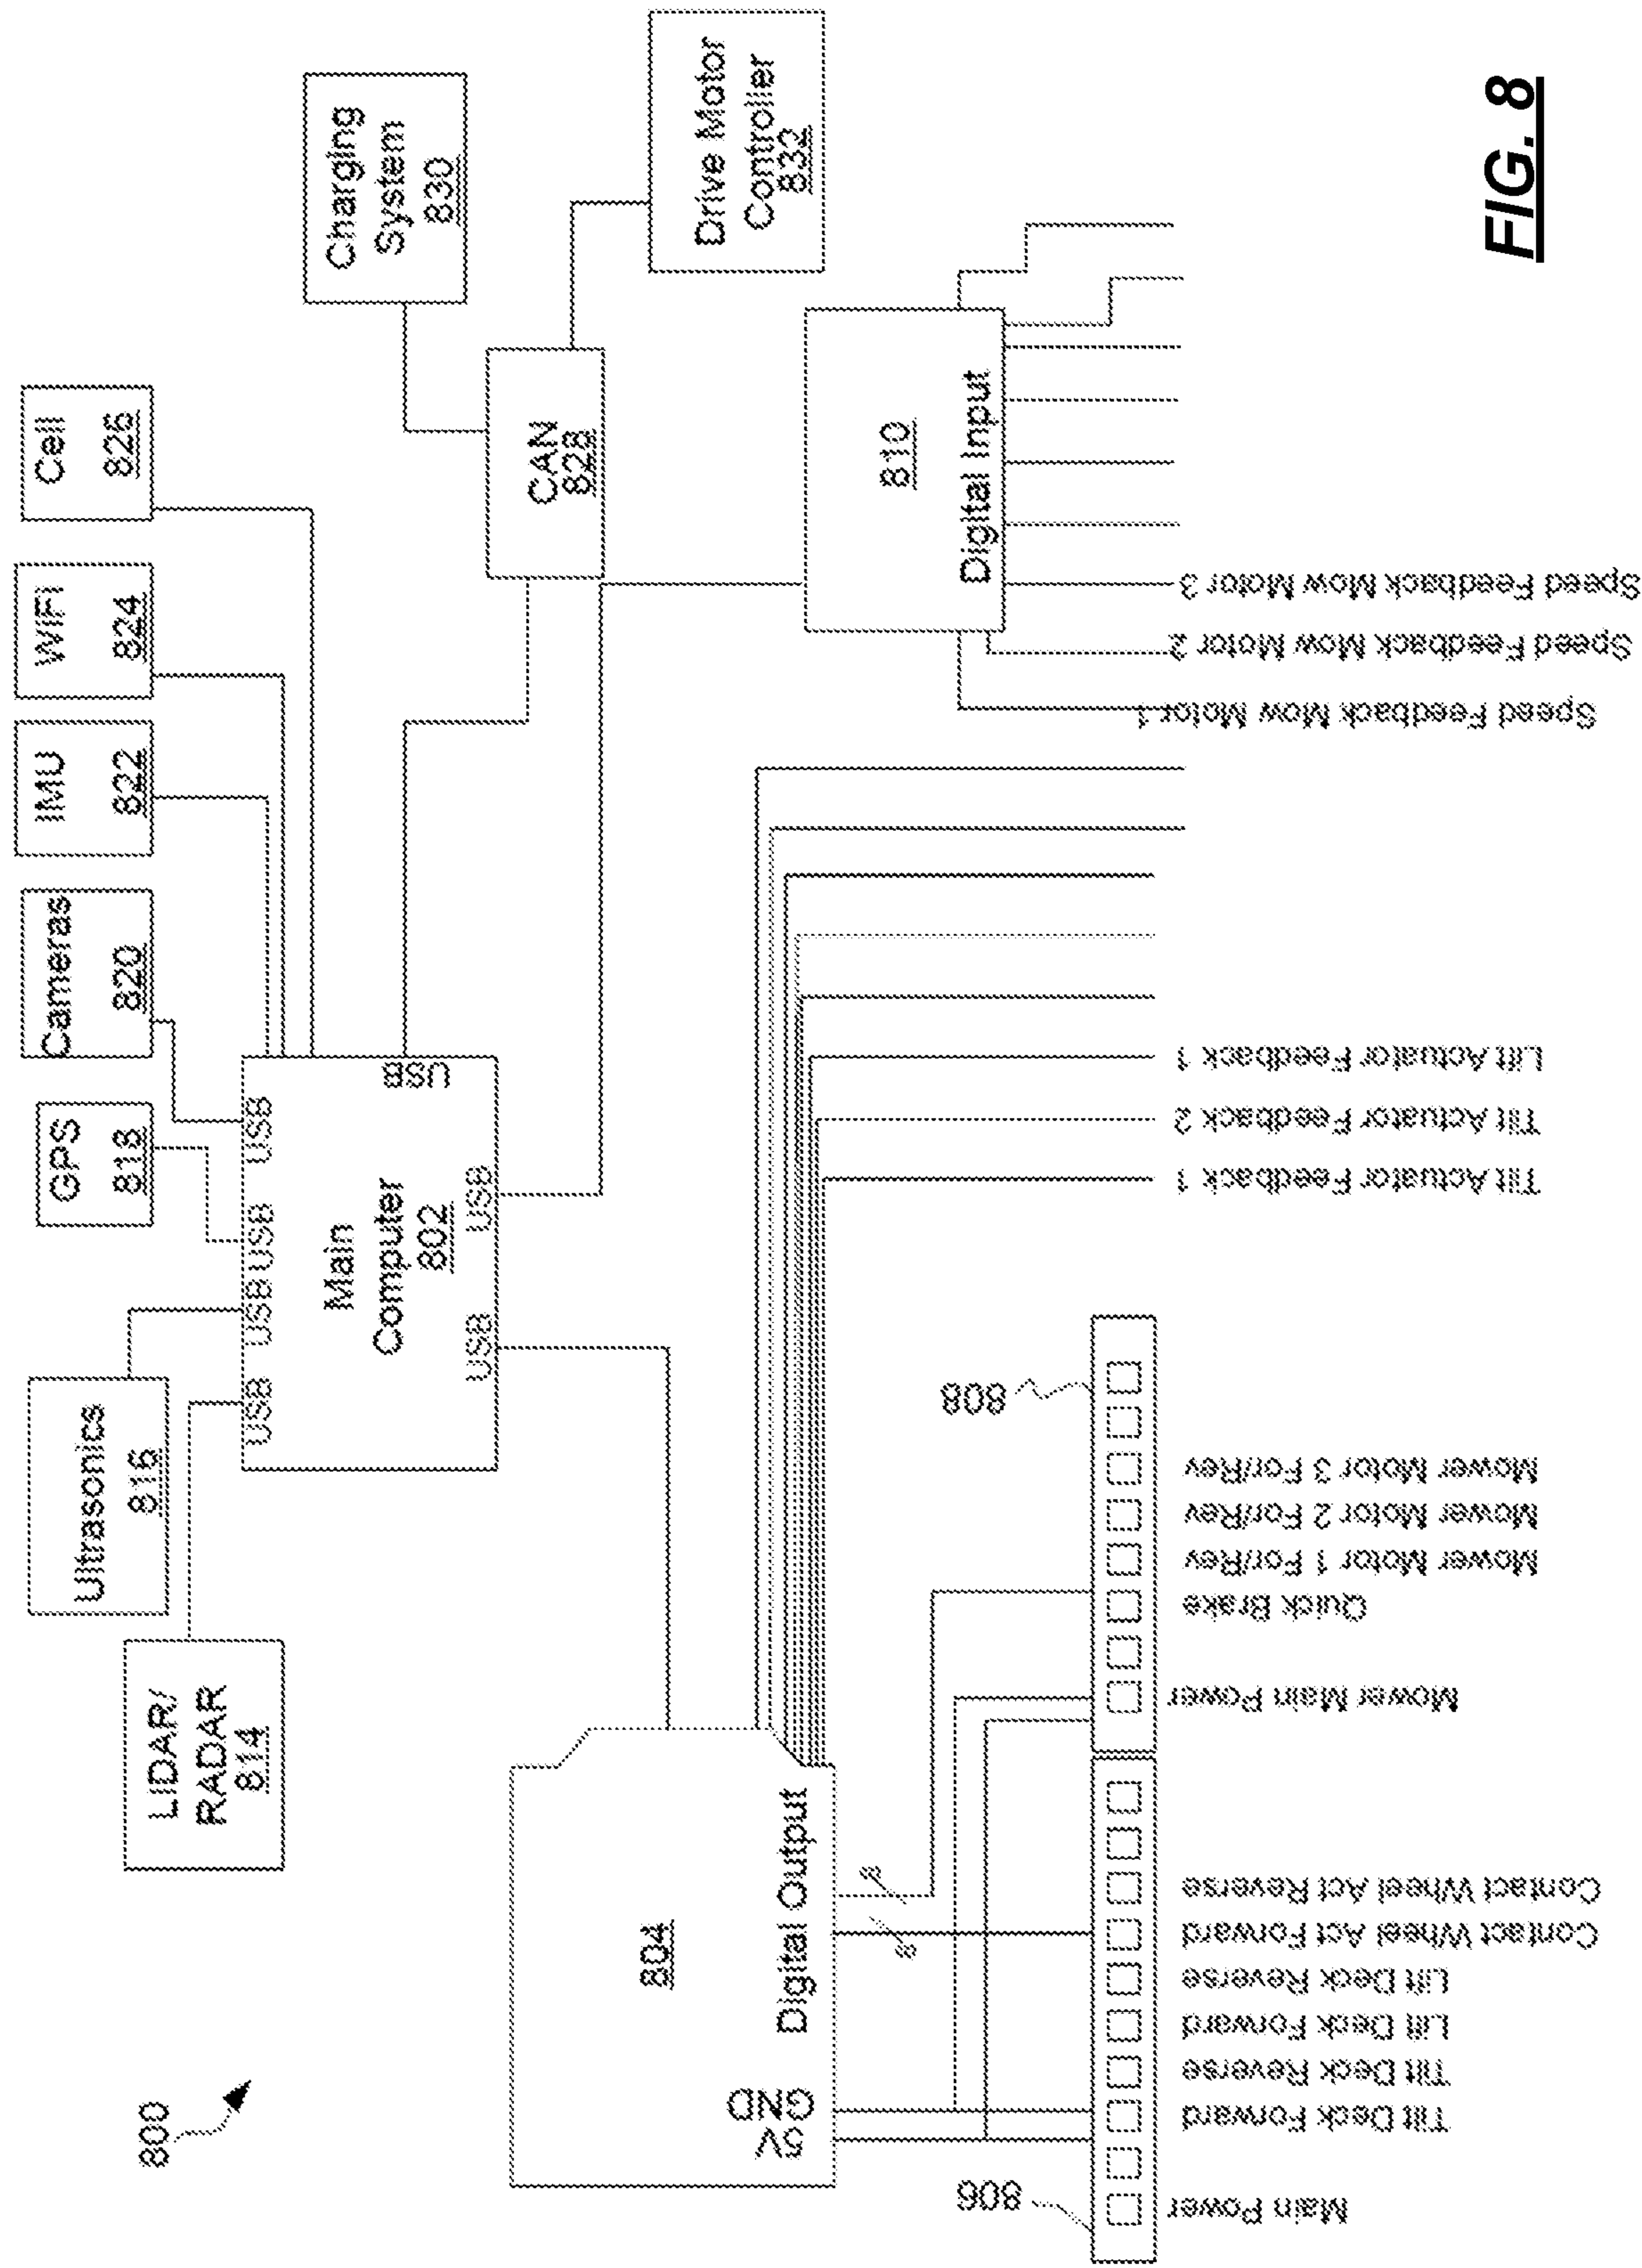 800
LIDAR/
RADAR
814
Ultrasonics
816
GPS
818
Cameras
820
IMU
822
WIFI
824
Cell
826
USB
USB
USB
USB
USB
Main
Computer
802
USB
USB
Charging
System
830
CAN
828
Drive Motor
Controller
832
804
Digital Output
5V
GND
8
8
810
Digital Input
806
808
Main Power
Tilt Deck Forward
Tilt Deck Reverse
Lift Deck Forward
Lift Deck Reverse
Contact Wheel Act Forward
Contact Wheel Act Reverse
Mower Main Power
Quick Brake
Mower Motor 1 For/Rev
Mower Motor 2 For/Rev
Mower Motor 3 For/Rev
Tilt Actuator Feedback 1
Tilt Actuator Feedback 2
Lift Actuator Feedback 1
Speed Feedback Mow Motor 1
Speed Feedback Mow Motor 2
Speed Feedback Mow Motor 3
FIG. 8